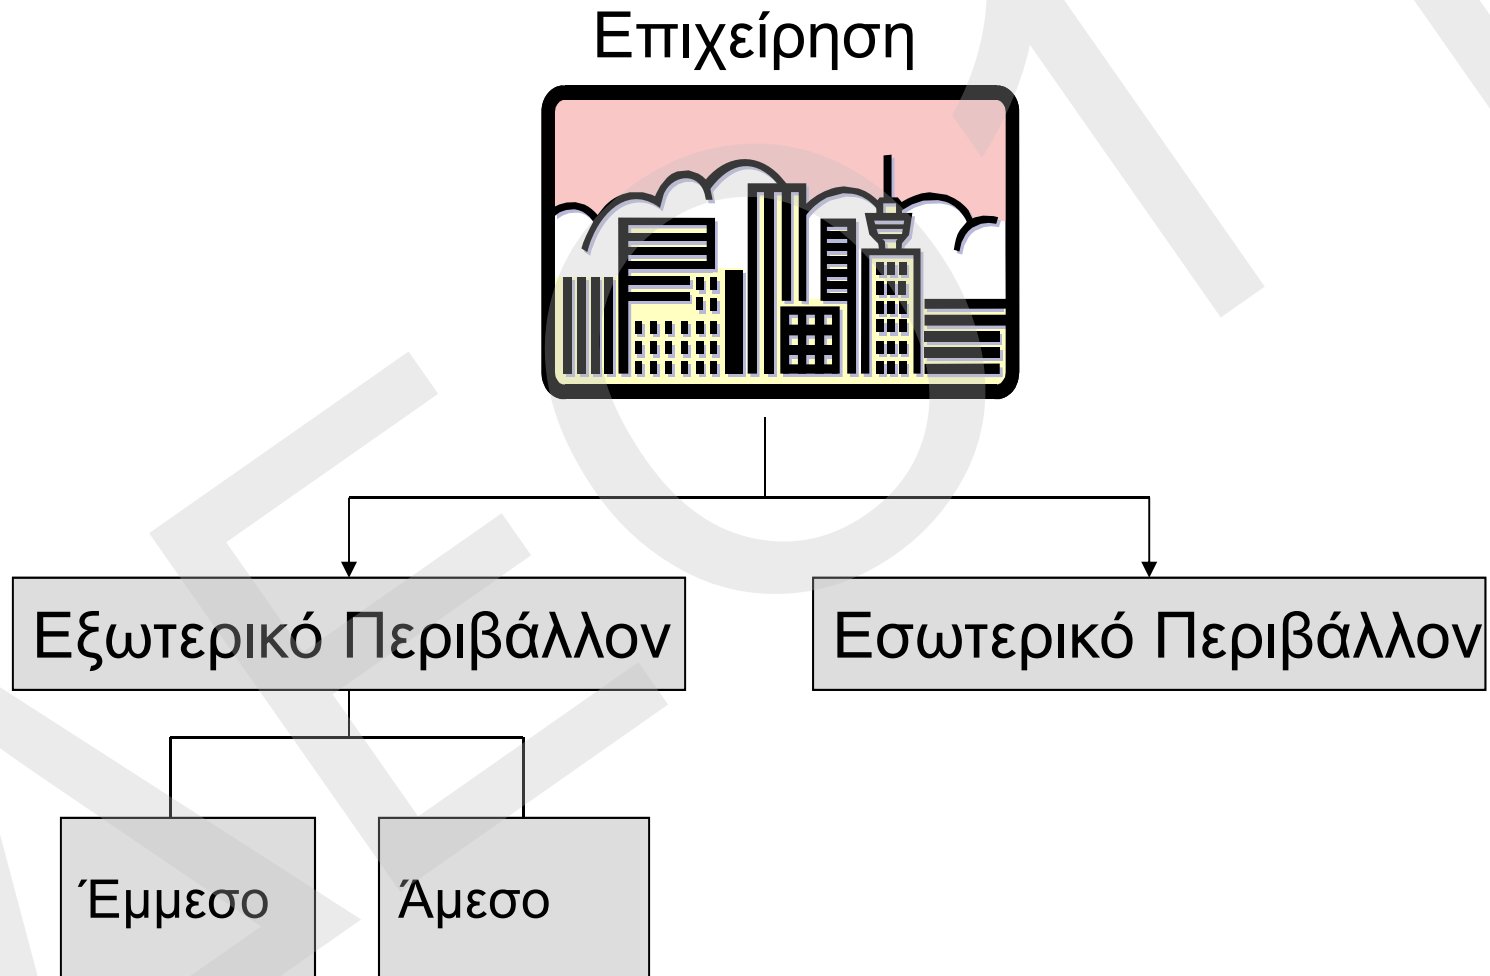 Επιχείρηση
Εξωτερικό Περιβάλλον
Εσωτερικό Περιβάλλον
Έμμεσο
Άμεσο